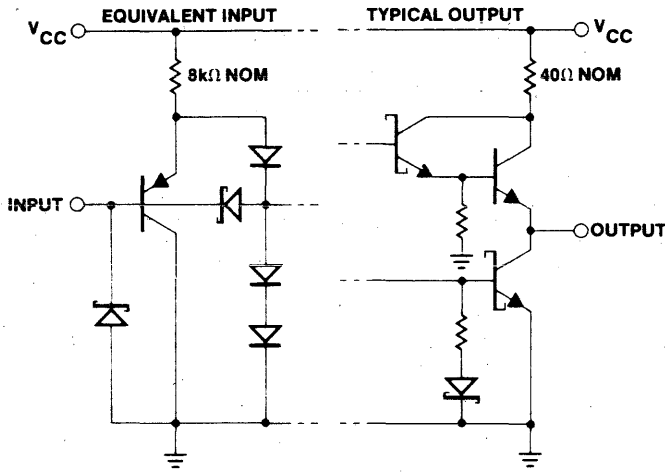 EQUIVALENT INPUT
TYPICAL OUTPUT
VCC
VCC
8kΩ NOM
40Ω NOM
INPUT
OUTPUT